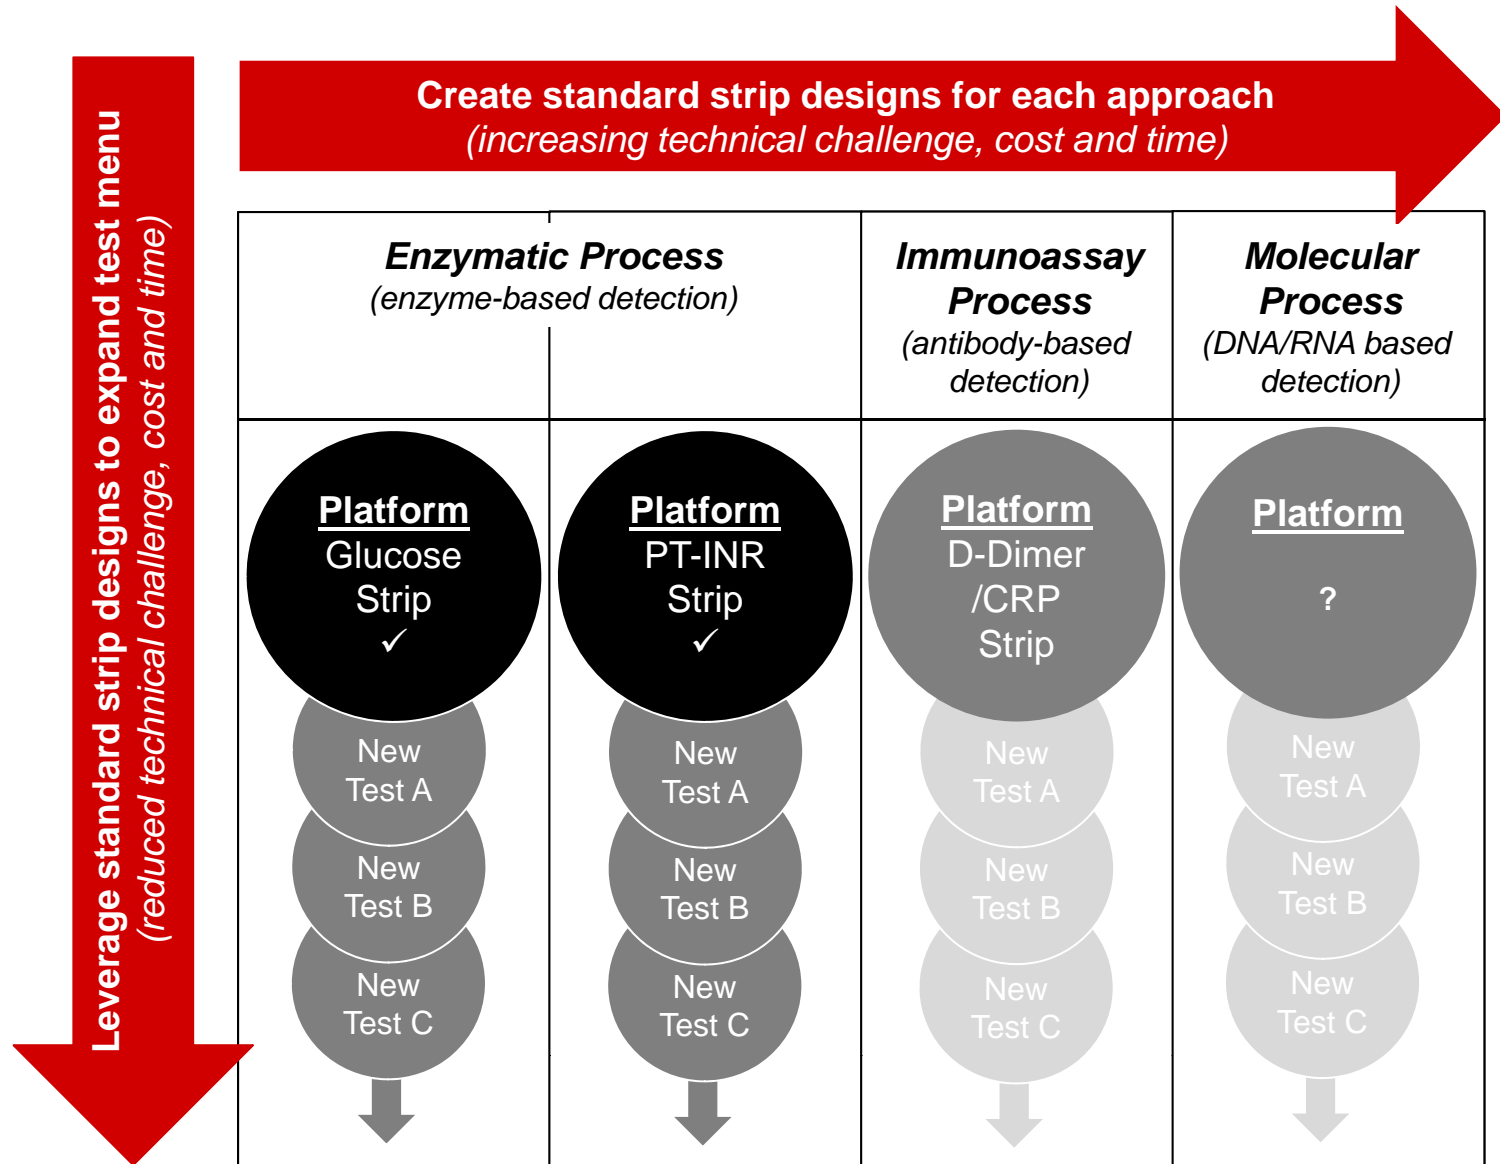 Create standard strip designs for each approach
(increasing technical challenge, cost and time)
Leverage standard strip designs to expand test menu
(reduced technical challenge, cost and time)
Enzymatic Process
(enzyme-based detection)
Immunoassay
Process
(antibody-based
detection)
Molecular
Process
(DNA/RNA based
detection)
Platform
Glucose
Strip
✓
New
Test A
New
Test B
New
Test C
Platform
PT-INR
Strip
✓
New
Test A
New
Test B
New
Test C
Platform
D-Dimer
/CRP
Strip
New
Test A
New
Test B
New
Test C
Platform
?
New
Test A
New
Test B
New
Test C